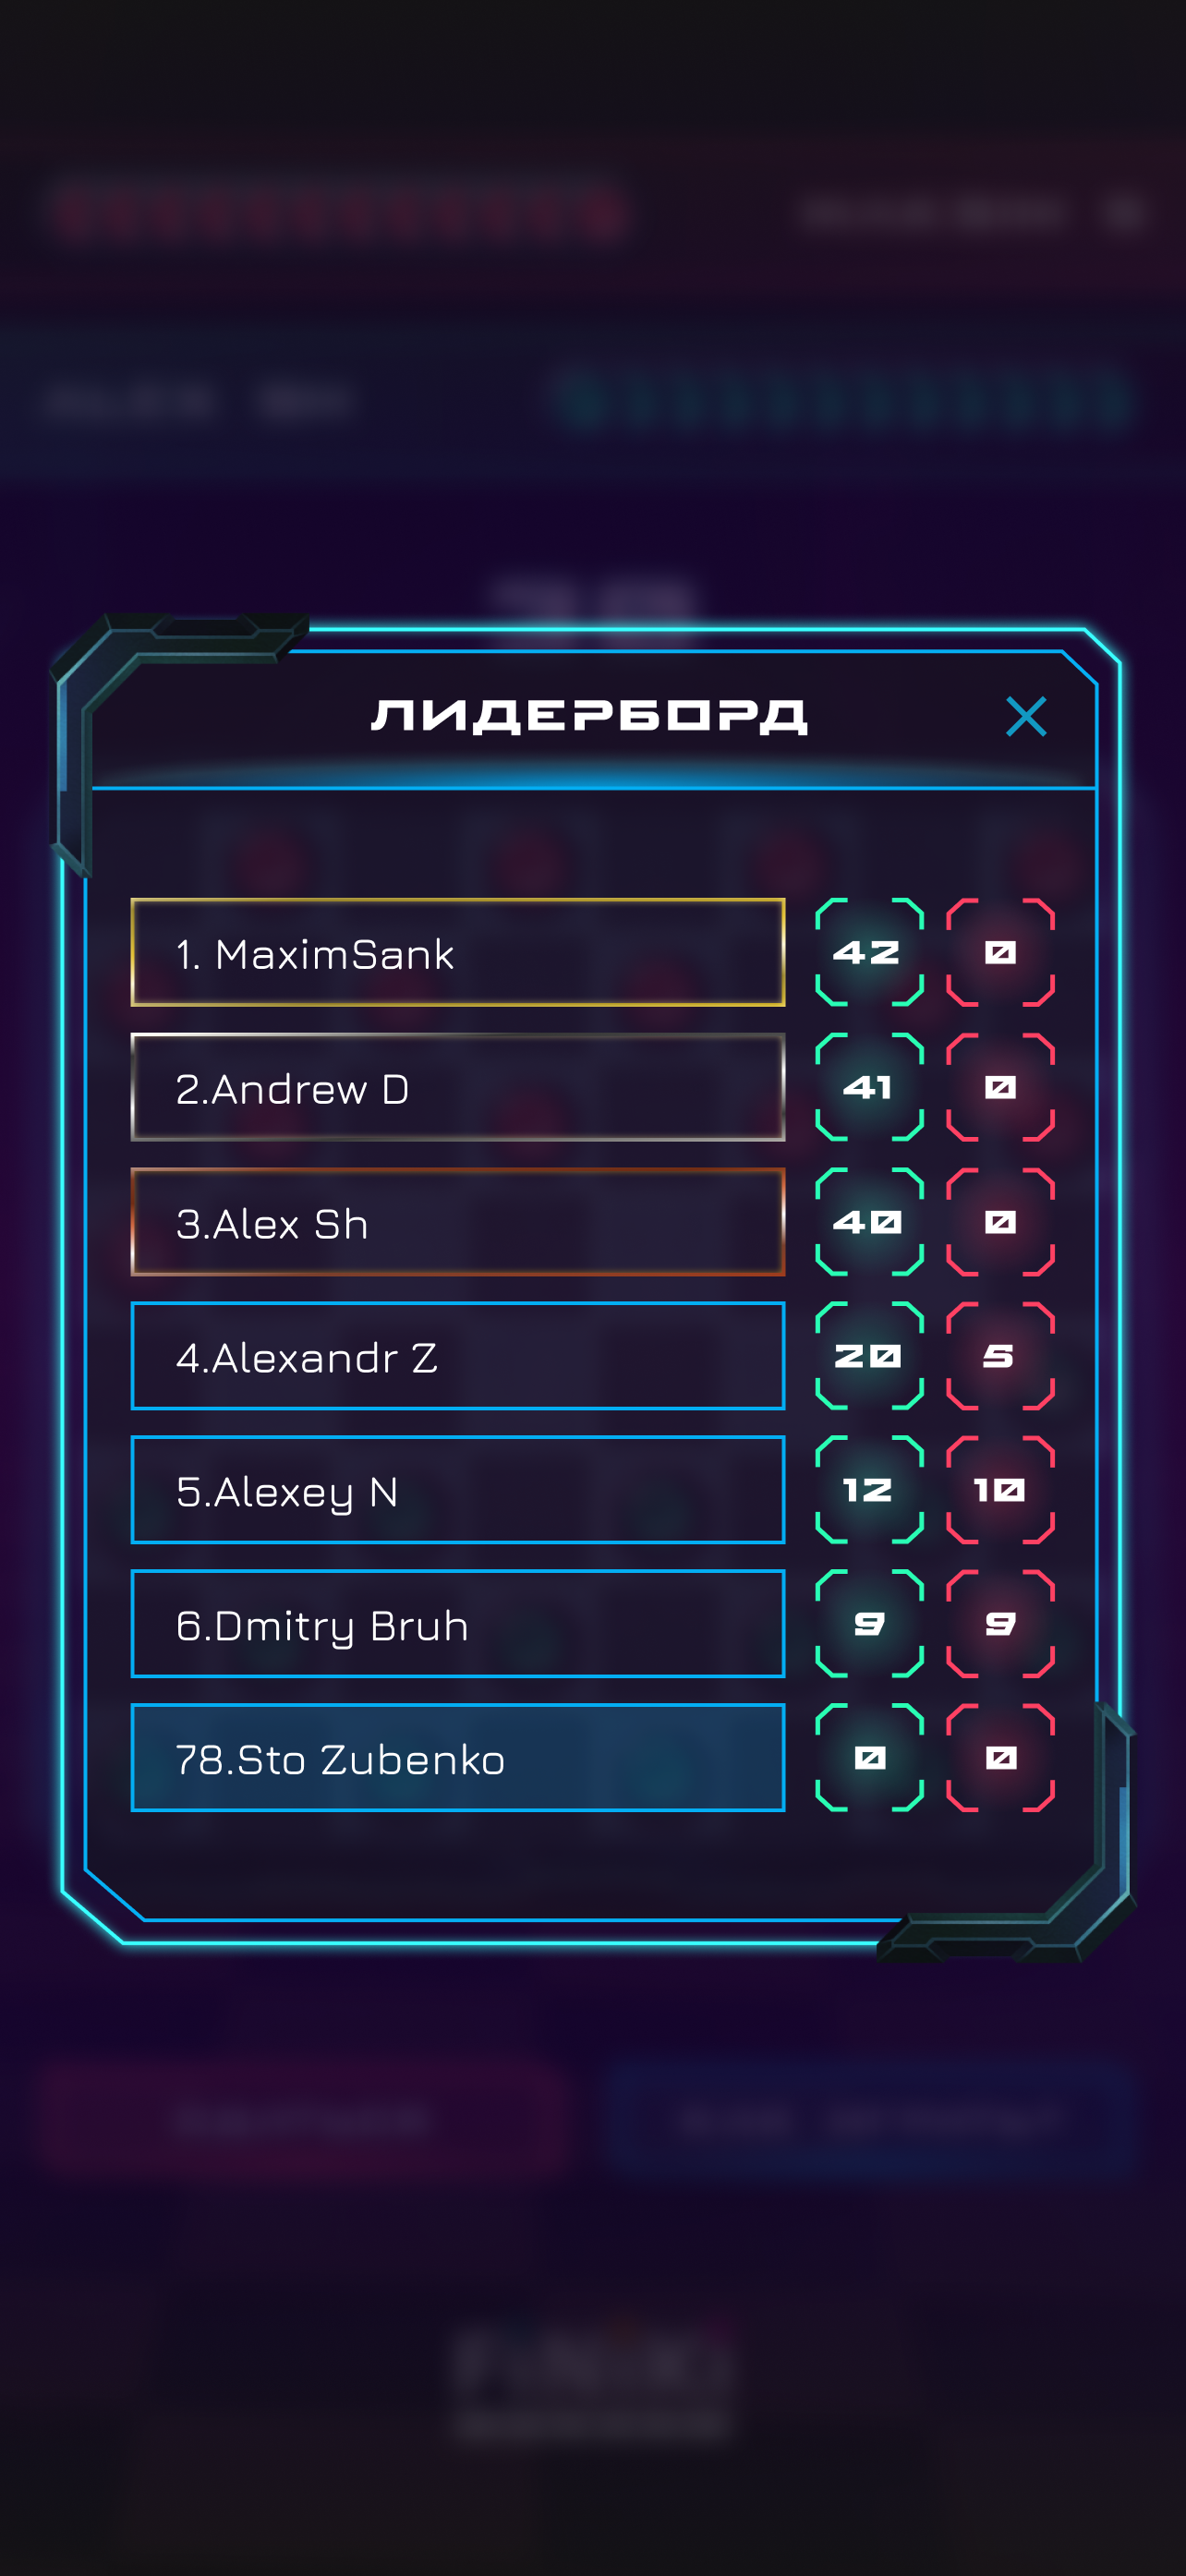 ЛИДЕРБОРД
1. MaximSank 42 0
2.Andrew D 41 0
3.Alex Sh 40 0
4.Alexandr Z 20 5
5.Alexey N 12 10
6.Dmitry Bruh 9 9
78.Sto Zubenko 0 0